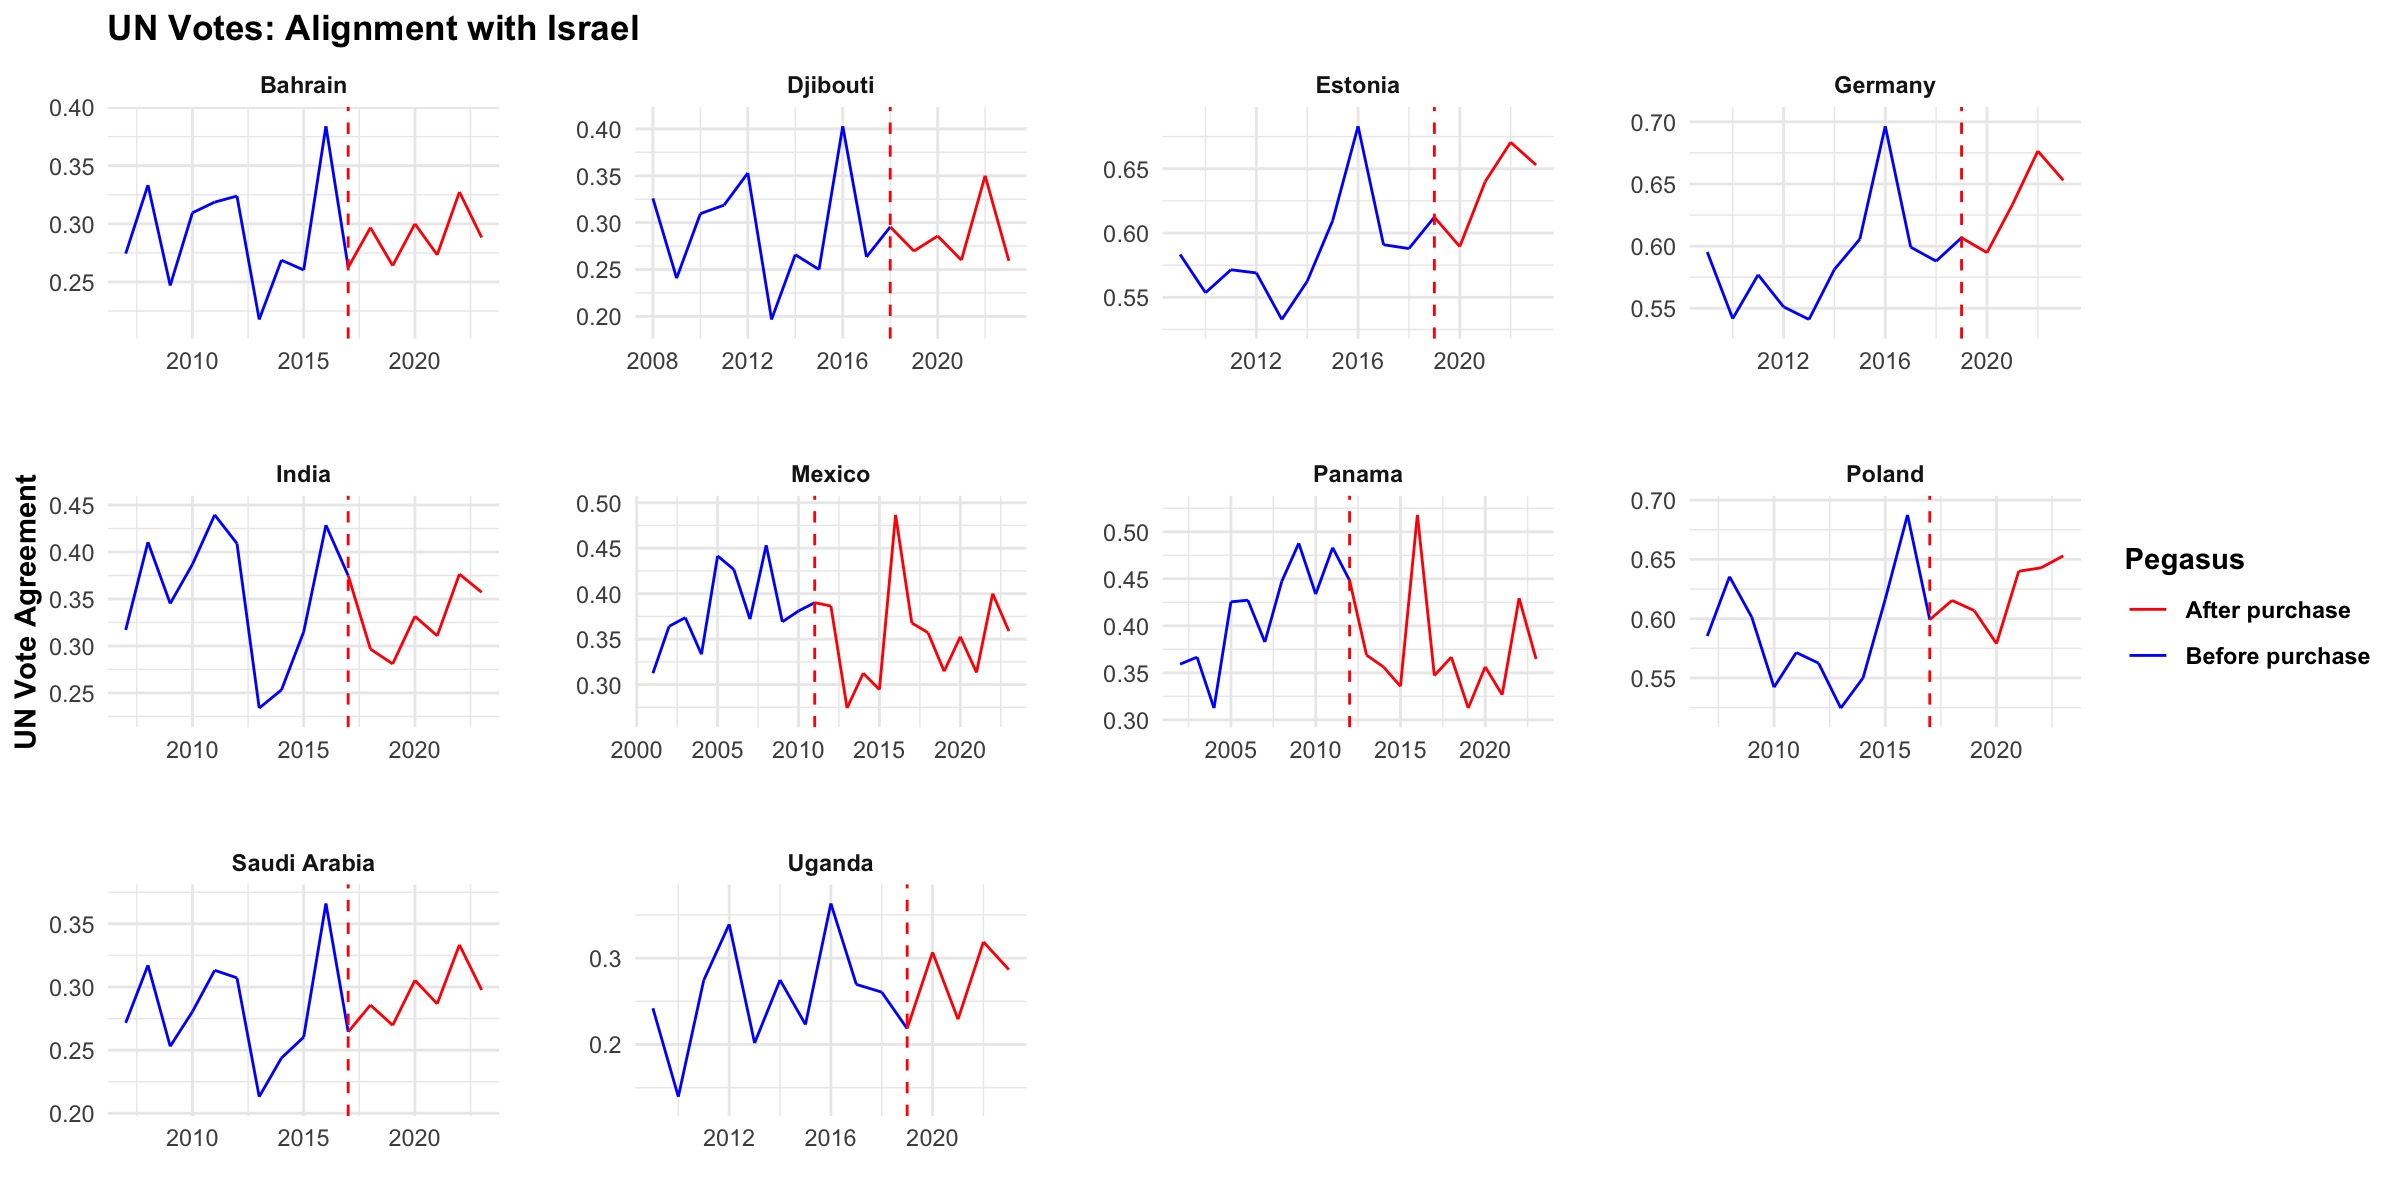 UN Votes: Alignment with Israel
Bahrain
Djibouti
Estonia
Germany
0.40
0.35
0.30
0.25
2010 2015 2020
0.40
0.35
0.30
0.25
0.20
2008 2012 2016 2020
0.65
0.60
0.55
2012 2016 2020
0.70
0.65
0.60
0.55
2012 2016 2020
UN Vote Agreement
India
Mexico
Panama
Poland
0.45
0.40
0.35
0.30
0.25
2010 2015 2020
0.50
0.45
0.40
0.35
0.30
2000 2005 2010 2015 2020
0.50
0.45
0.40
0.35
0.30
2005 2010 2015 2020
0.70
0.65
0.60
0.55
2010 2015 2020
Pegasus
After purchase
Before purchase
Saudi Arabia
Uganda
0.35
0.30
0.25
0.20
2010 2015 2020
0.3
0.2
2012 2016 2020